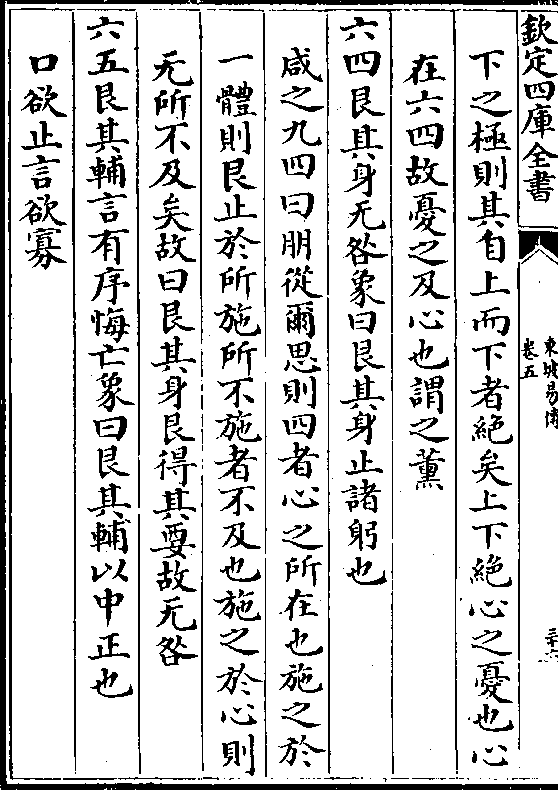 欽定四庫全書
東坡易傳
卷五
下之極則其自上而下者絶矣上下絶心之憂也心
在六四故憂之及心也謂之薰
六四艮其身无咎象曰艮其身止諸躬也
咸之九四曰朋從爾思則四者心之所在也施之於
一體則艮止於所施所不施者不及也施之於心則
无所不及矣故曰艮其身艮得其要故无咎
六五艮其輔言有序悔亡象曰艮其輔以中正也
口欲止言欲寡